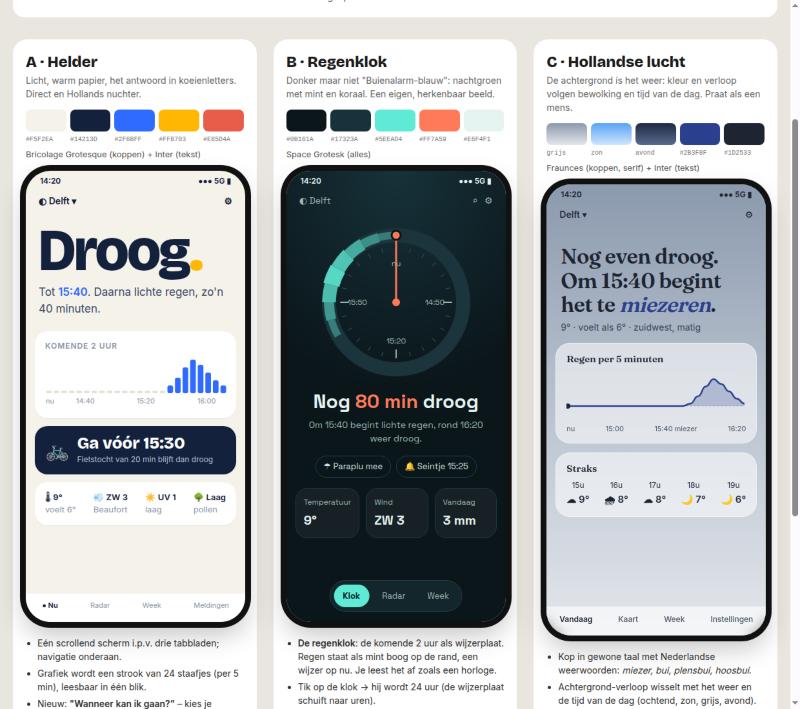 A · Helder
Licht, warm papier, het antwoord in koeienletters.
Direct en Hollands nuchter.
#F5F2EA #14213D #2F6BFF #FFB703 #E85D4A
Bricolage Grotesque (koppen) + Inter (tekst)
14:20 5G
Delft ▾
Droog.
Tot 15:40. Daarna lichte regen, zo'n
40 minuten.
KOMENDE 2 UUR
nu 14:40 15:20 16:00
Ga vóór 15:30
Fietstocht van 20 min blijft dan droog
9° ZW 3 UV 1 Laag
voelt 6° Beaufort laag pollen
• Nu Radar Week Meldingen
• Eén scrollend scherm i.p.v. drie tabbladen;
navigatie onderaan.
• Grafiek wordt een strook van 24 staafjes (per 5
min), leesbaar in één blik.
• Nieuw: "Wanneer kan ik gaan?" – kies je
B · Regenklok
Donker maar niet "Buienalarm-blauw": nachtgroen
met mint en koraal. Een eigen, herkenbaar beeld.
#0B161A #17323A #5EEAD4 #FF7A59 #E6F4F1
Space Grotesk (alles)
14:20 5G
Delft
nu
15:50 14:50
15:20
Nog 80 min droog
Om 15:40 begint lichte regen, rond 16:20
weer droog.
Paraplu mee Seintje 15:25
Temperatuur Wind Vandaag
9° ZW 3 3 mm
Klok Radar Week
• De regenklok: de komende 2 uur als wijzerplaat.
Regen staat als mint boog op de rand, een
wijzer op nu. Je leest het af zoals een horloge.
• Tik op de klok → hij wordt 24 uur (de wijzerplaat
schuift naar uren).
C · Hollandse lucht
De achtergrond is het weer: kleur en verloop
volgen bewolking en tijd van de dag. Praat als een
mens.
grijs zon avond #2B3F8F #1D2533
Fraunces (koppen, serif) + Inter (tekst)
14:20 5G
Delft ▾
Nog even droog.
Om 15:40 begint
het te miezeren.
9° · voelt als 6° · zuidwest, matig
Regen per 5 minuten
nu 15:00 15:40 miezer 16:20
Straks
15u 16u 17u 18u 19u
9° 8° 8° 7° 6°
Vandaag Kaart Week Instellingen
• Kop in gewone taal met Nederlandse
weerwoorden: miezer, bui, plensbui, hoosbui.
• Achtergrond-verloop wisselt met het weer en
de tijd van de dag (ochtend, zon, grijs, avond).